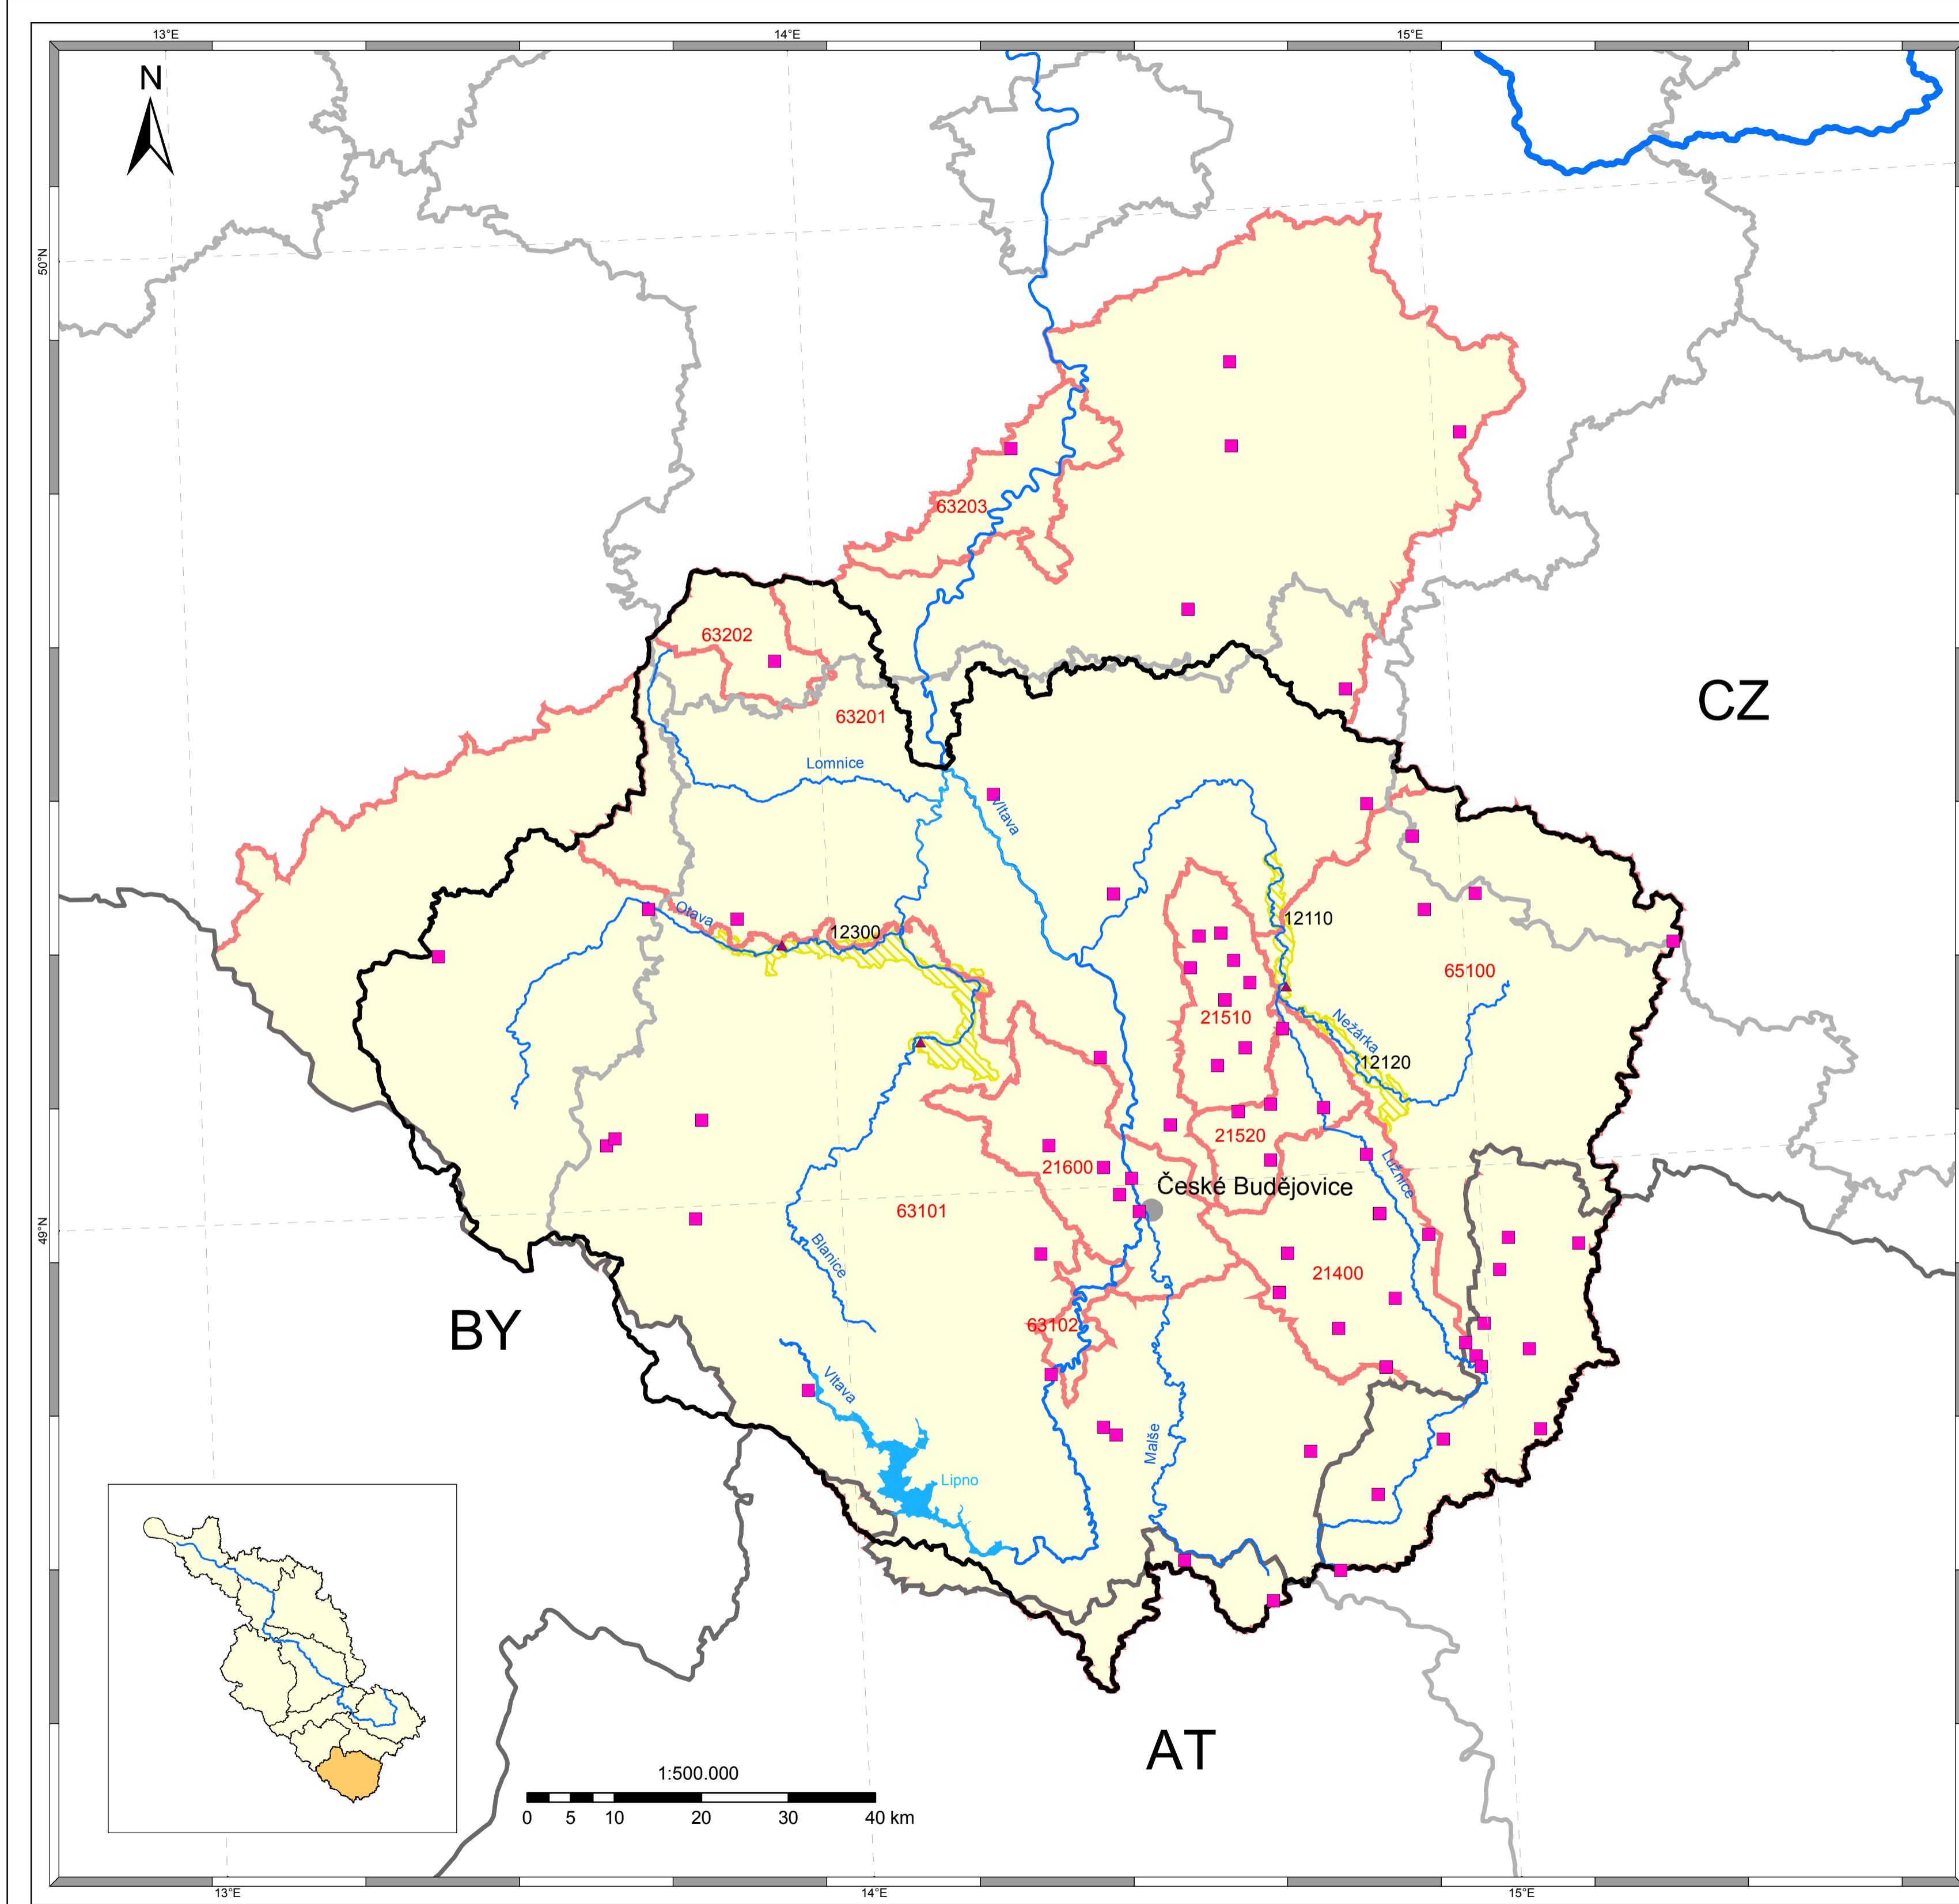 13°E
14°E
15°E
N
50°N
63203
63202
CZ
63201
Lomnice
Vltava
Otava
12300
12110
65100
21510
Nežárka
12120
21520
Lužnice
21600
České Budějovice
63101
49°N
Blanice
21400
BY
63102
Vltava
Malše
Lipno
AT
1:500.000
0 5 10 20 30 40 km
13°E
14°E
15°E